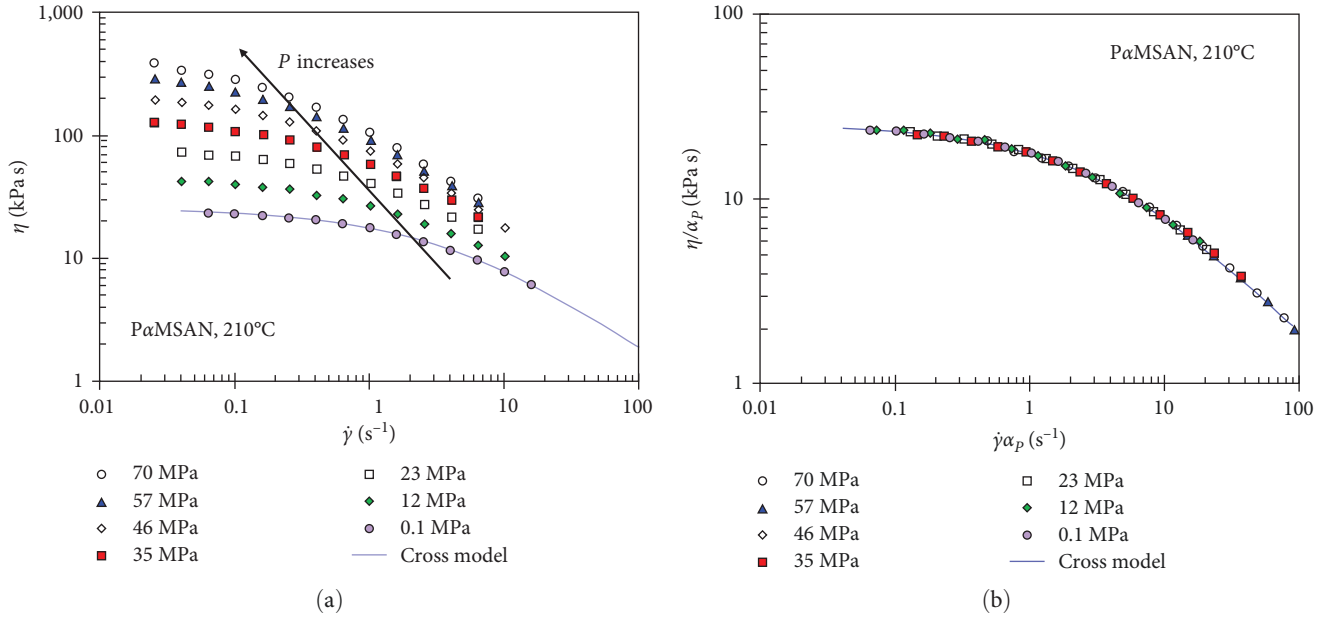 1,000
100
10
1
η (kPa s)
P increases
PαMSAN, 210°C
0.01 0.1 1 10 100
γ̇ (s⁻¹)
70 MPa
57 MPa
46 MPa
35 MPa
23 MPa
12 MPa
0.1 MPa
Cross model
(a)
100
10
1
η/αP
(kPa s)
PαMSAN, 210°C
0.01 0.1 1 10 100
γ̇αP (s⁻¹)
70 MPa
57 MPa
46 MPa
35 MPa
23 MPa
12 MPa
0.1 MPa
Cross model
(b)